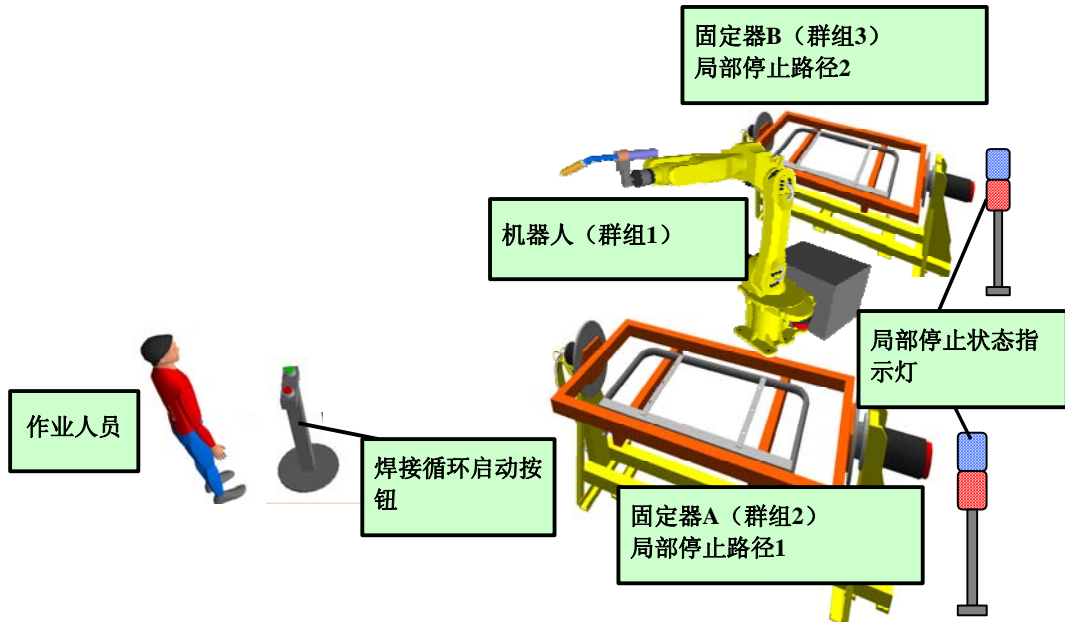 固定器B（群组3）
局部停止路径2
机器人（群组1）
局部停止状态指
示灯
作业人员
焊接循环启动按
钮
固定器A（群组2）
局部停止路径1